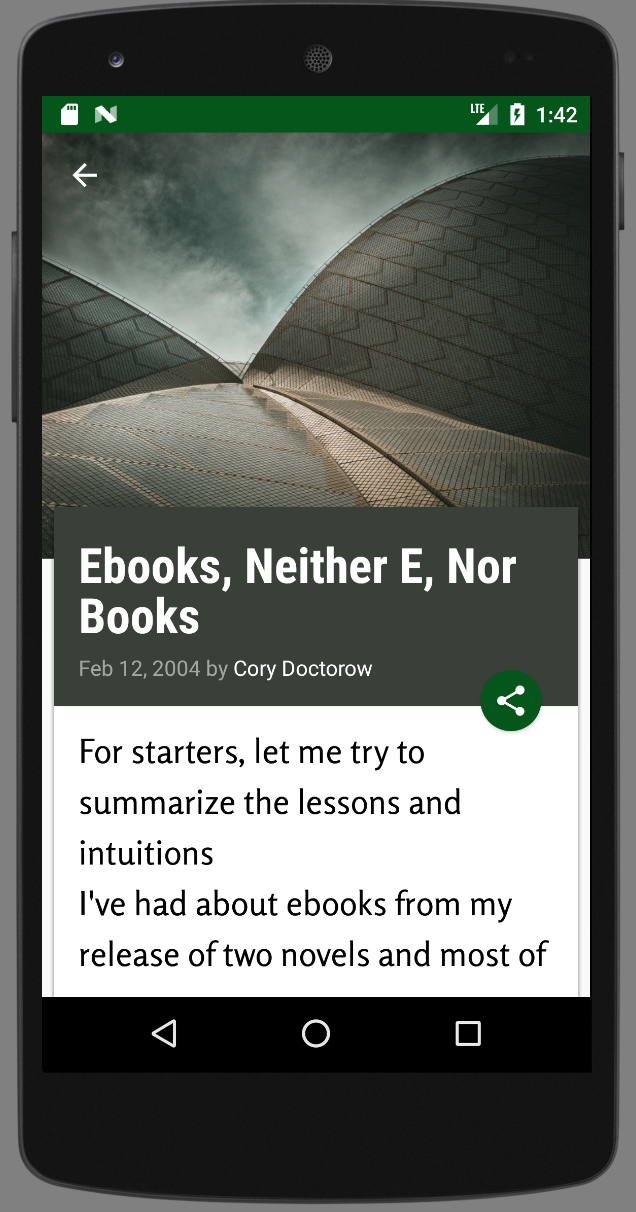 LTE 1:42
Ebooks, Neither E, Nor
Books
Feb 12, 2004 by Cory Doctorow
For starters, let me try to
summarize the lessons and
intuitions
I've had about ebooks from my
release of two novels and most of